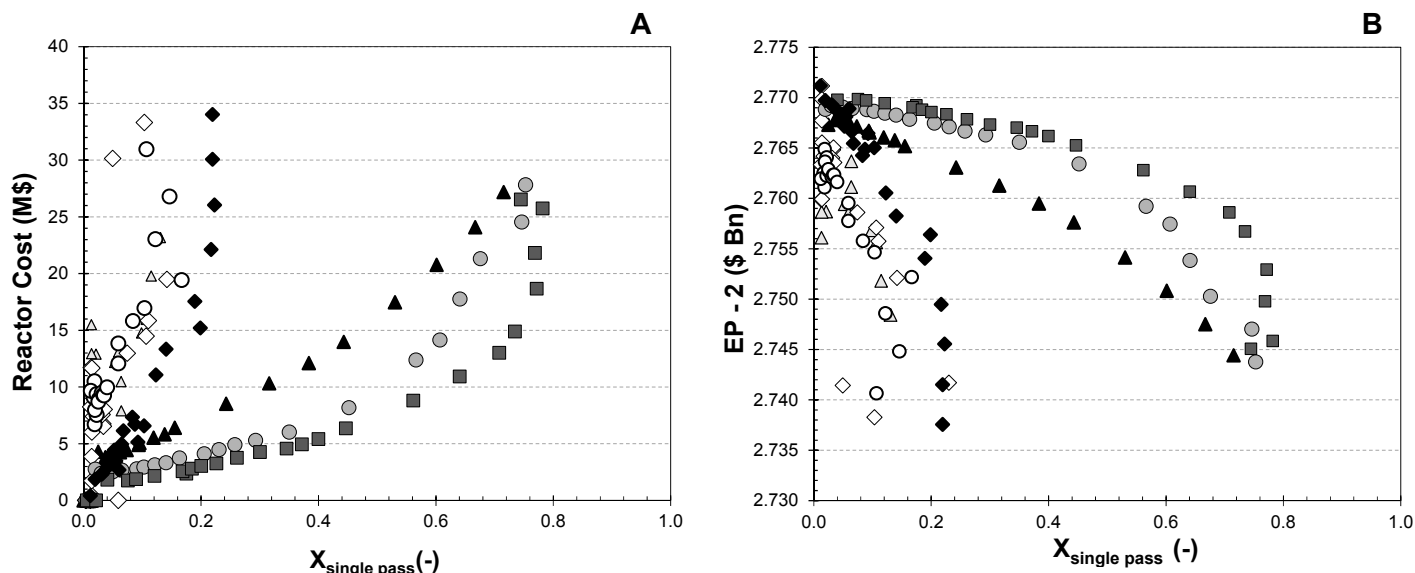 A
Reactor Cost (M$)
40
35
30
25
20
15
10
5
0
0.0 0.2 0.4 0.6 0.8 1.0
Xsingle pass(-)
B
EP - 2 ($ Bn)
2.775
2.770
2.765
2.760
2.755
2.750
2.745
2.740
2.735
2.730
0.0 0.2 0.4 0.6 0.8 1.0
Xsingle pass (-)